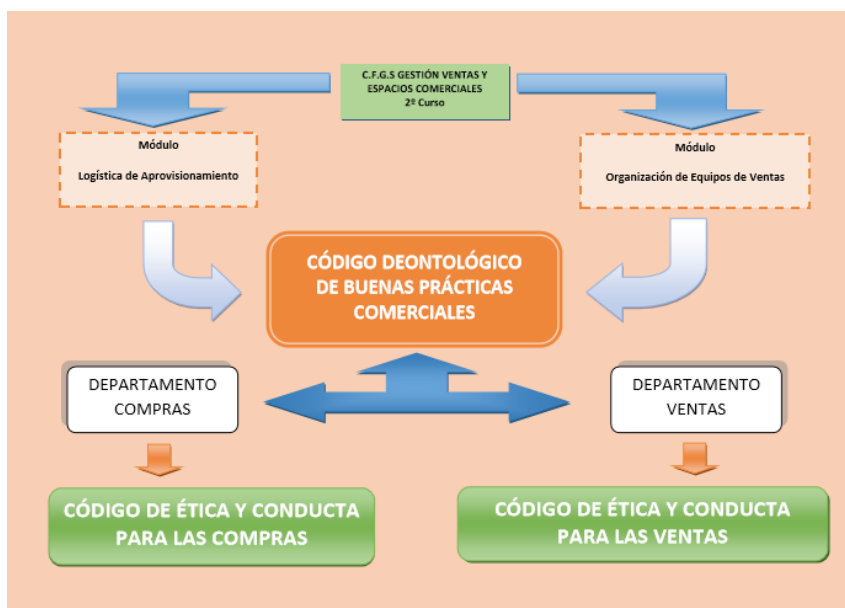 C.F.G.S GESTIÓN VENTAS Y
ESPACIOS COMERCIALES
2º Curso
Módulo
Logística de Aprovisionamiento
Módulo
Organización de Equipos de Ventas
CÓDIGO DEONTOLÓGICO
DE BUENAS PRÁCTICAS
COMERCIALES
DEPARTAMENTO
COMPRAS
DEPARTAMENTO
VENTAS
CÓDIGO DE ÉTICA Y CONDUCTA
PARA LAS COMPRAS
CÓDIGO DE ÉTICA Y CONDUCTA
PARA LAS VENTAS